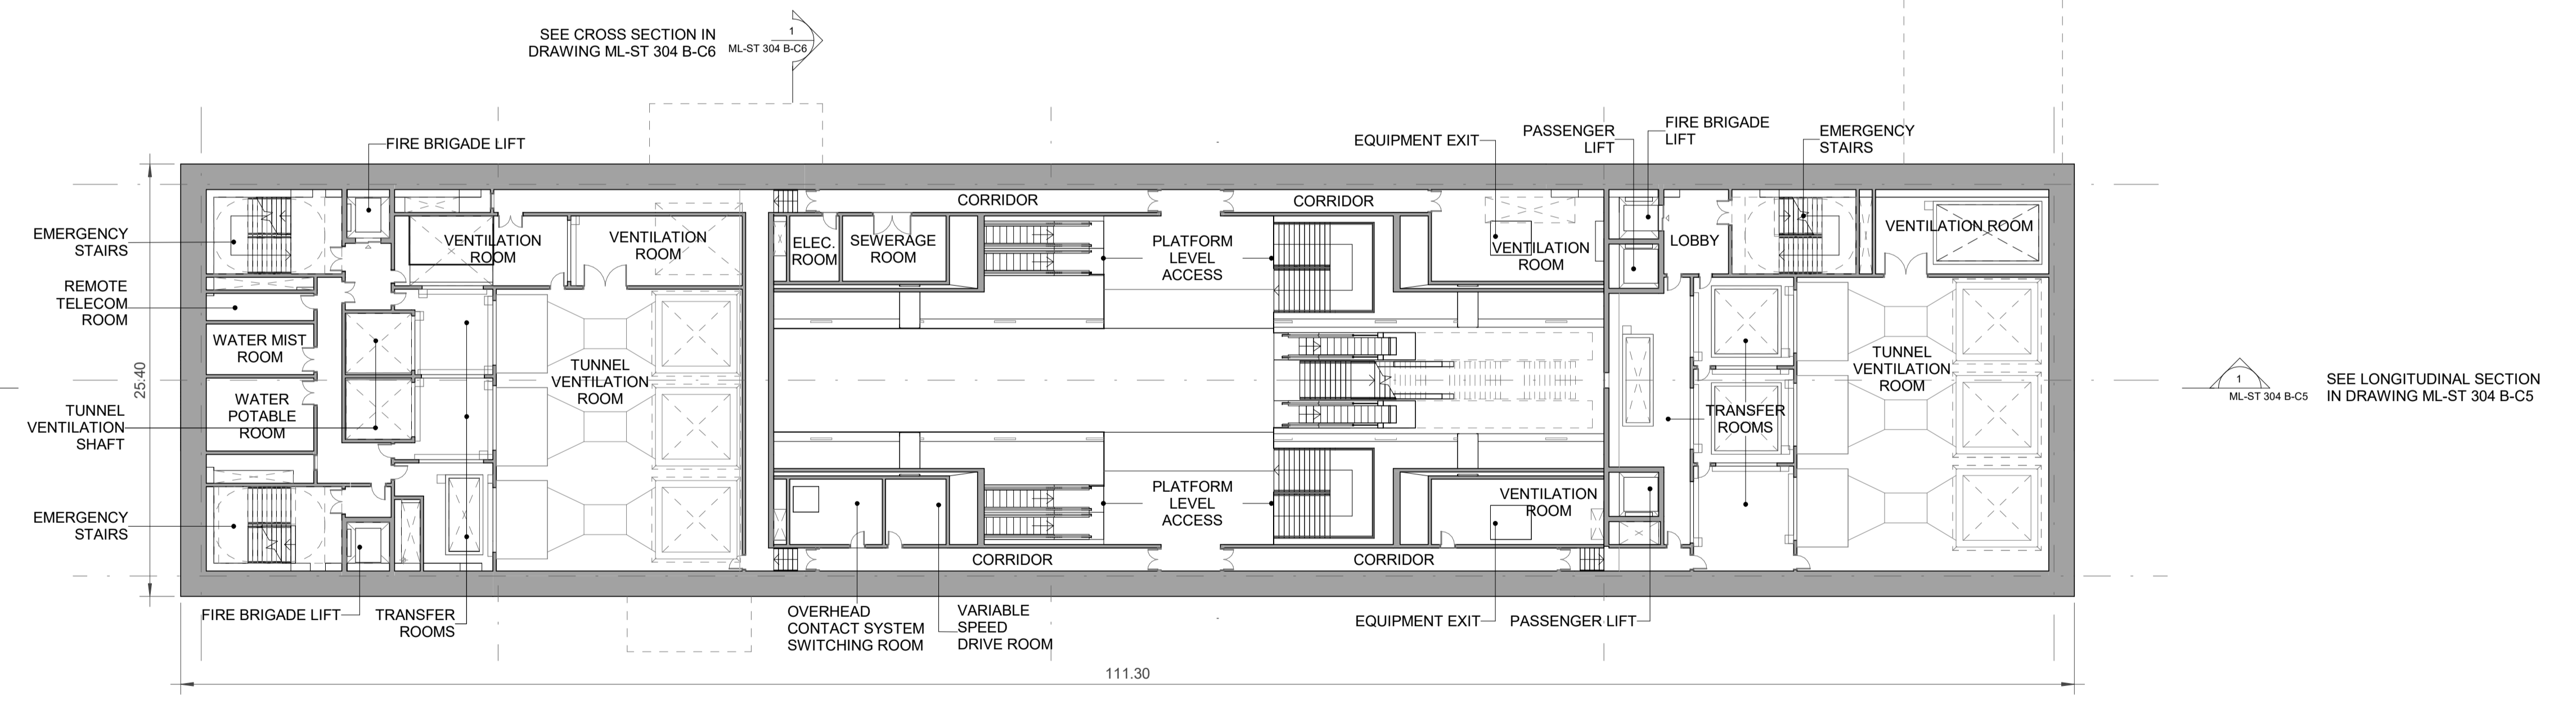 SEE CROSS SECTION IN
DRAWING ML-ST 304 B-C6
1
ML-ST 304 B-C6
FIRE BRIGADE LIFT
EQUIPMENT EXIT
PASSENGER
LIFT
FIRE BRIGADE
LIFT
EMERGENCY
STAIRS
EMERGENCY
STAIRS
REMOTE
TELECOM
ROOM
WATER MIST
ROOM
WATER
POTABLE
ROOM
TUNNEL
VENTILATION
SHAFT
EMERGENCY
STAIRS
25.40
VENTILATION
ROOM
VENTILATION
ROOM
TUNNEL
VENTILATION
ROOM
CORRIDOR
CORRIDOR
ELEC.
ROOM
SEWERAGE
ROOM
PLATFORM
LEVEL
ACCESS
VENTILATION
ROOM
LOBBY
VENTILATION ROOM
TUNNEL
VENTILATION
ROOM
TRANSFER
ROOMS
PLATFORM
LEVEL
ACCESS
VENTILATION
ROOM
CORRIDOR
CORRIDOR
1
ML-ST 304 B-C5
SEE LONGITUDINAL SECTION
IN DRAWING ML-ST 304 B-C5
FIRE BRIGADE LIFT
TRANSFER
ROOMS
OVERHEAD
CONTACT SYSTEM
SWITCHING ROOM
VARIABLE
SPEED
DRIVE ROOM
EQUIPMENT EXIT
PASSENGER LIFT
111.30